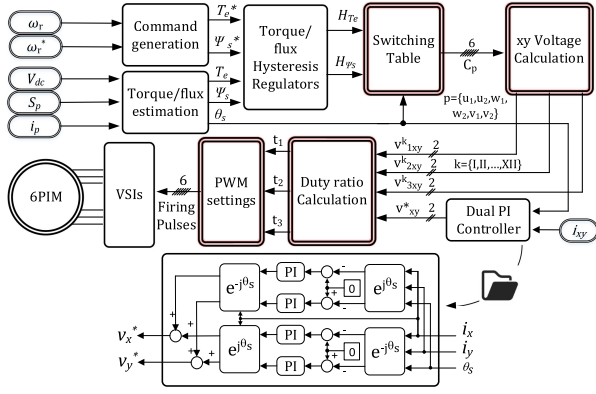 ωr
ωr*
Command generation
Te*
Ψs*
Torque/flux Hysteresis Regulators
HTe
HΨs
Switching Table
6
Cp
xy Voltage Calculation
Vdc
Sp
ip
Torque/flux estimation
Te
Ψs
θs
p={u1,u2,w1,
w2,v1,v2}
6PIM
VSIs
6
Firing Pulses
PWM settings
t1
t2
t3
Duty ratio Calculation
vk1xy 2
vk2xy 2
k={I,II,...,XII}
vk3xy 2
v*xy 2
Dual PI Controller
ixy
e-jθs
PI
-
+
0
ejθs
PI
+
-
+
+
vx*
+
ejθs
PI
-
+
0
e-jθs
ix
vy*
+
PI
+
-
iy
θs